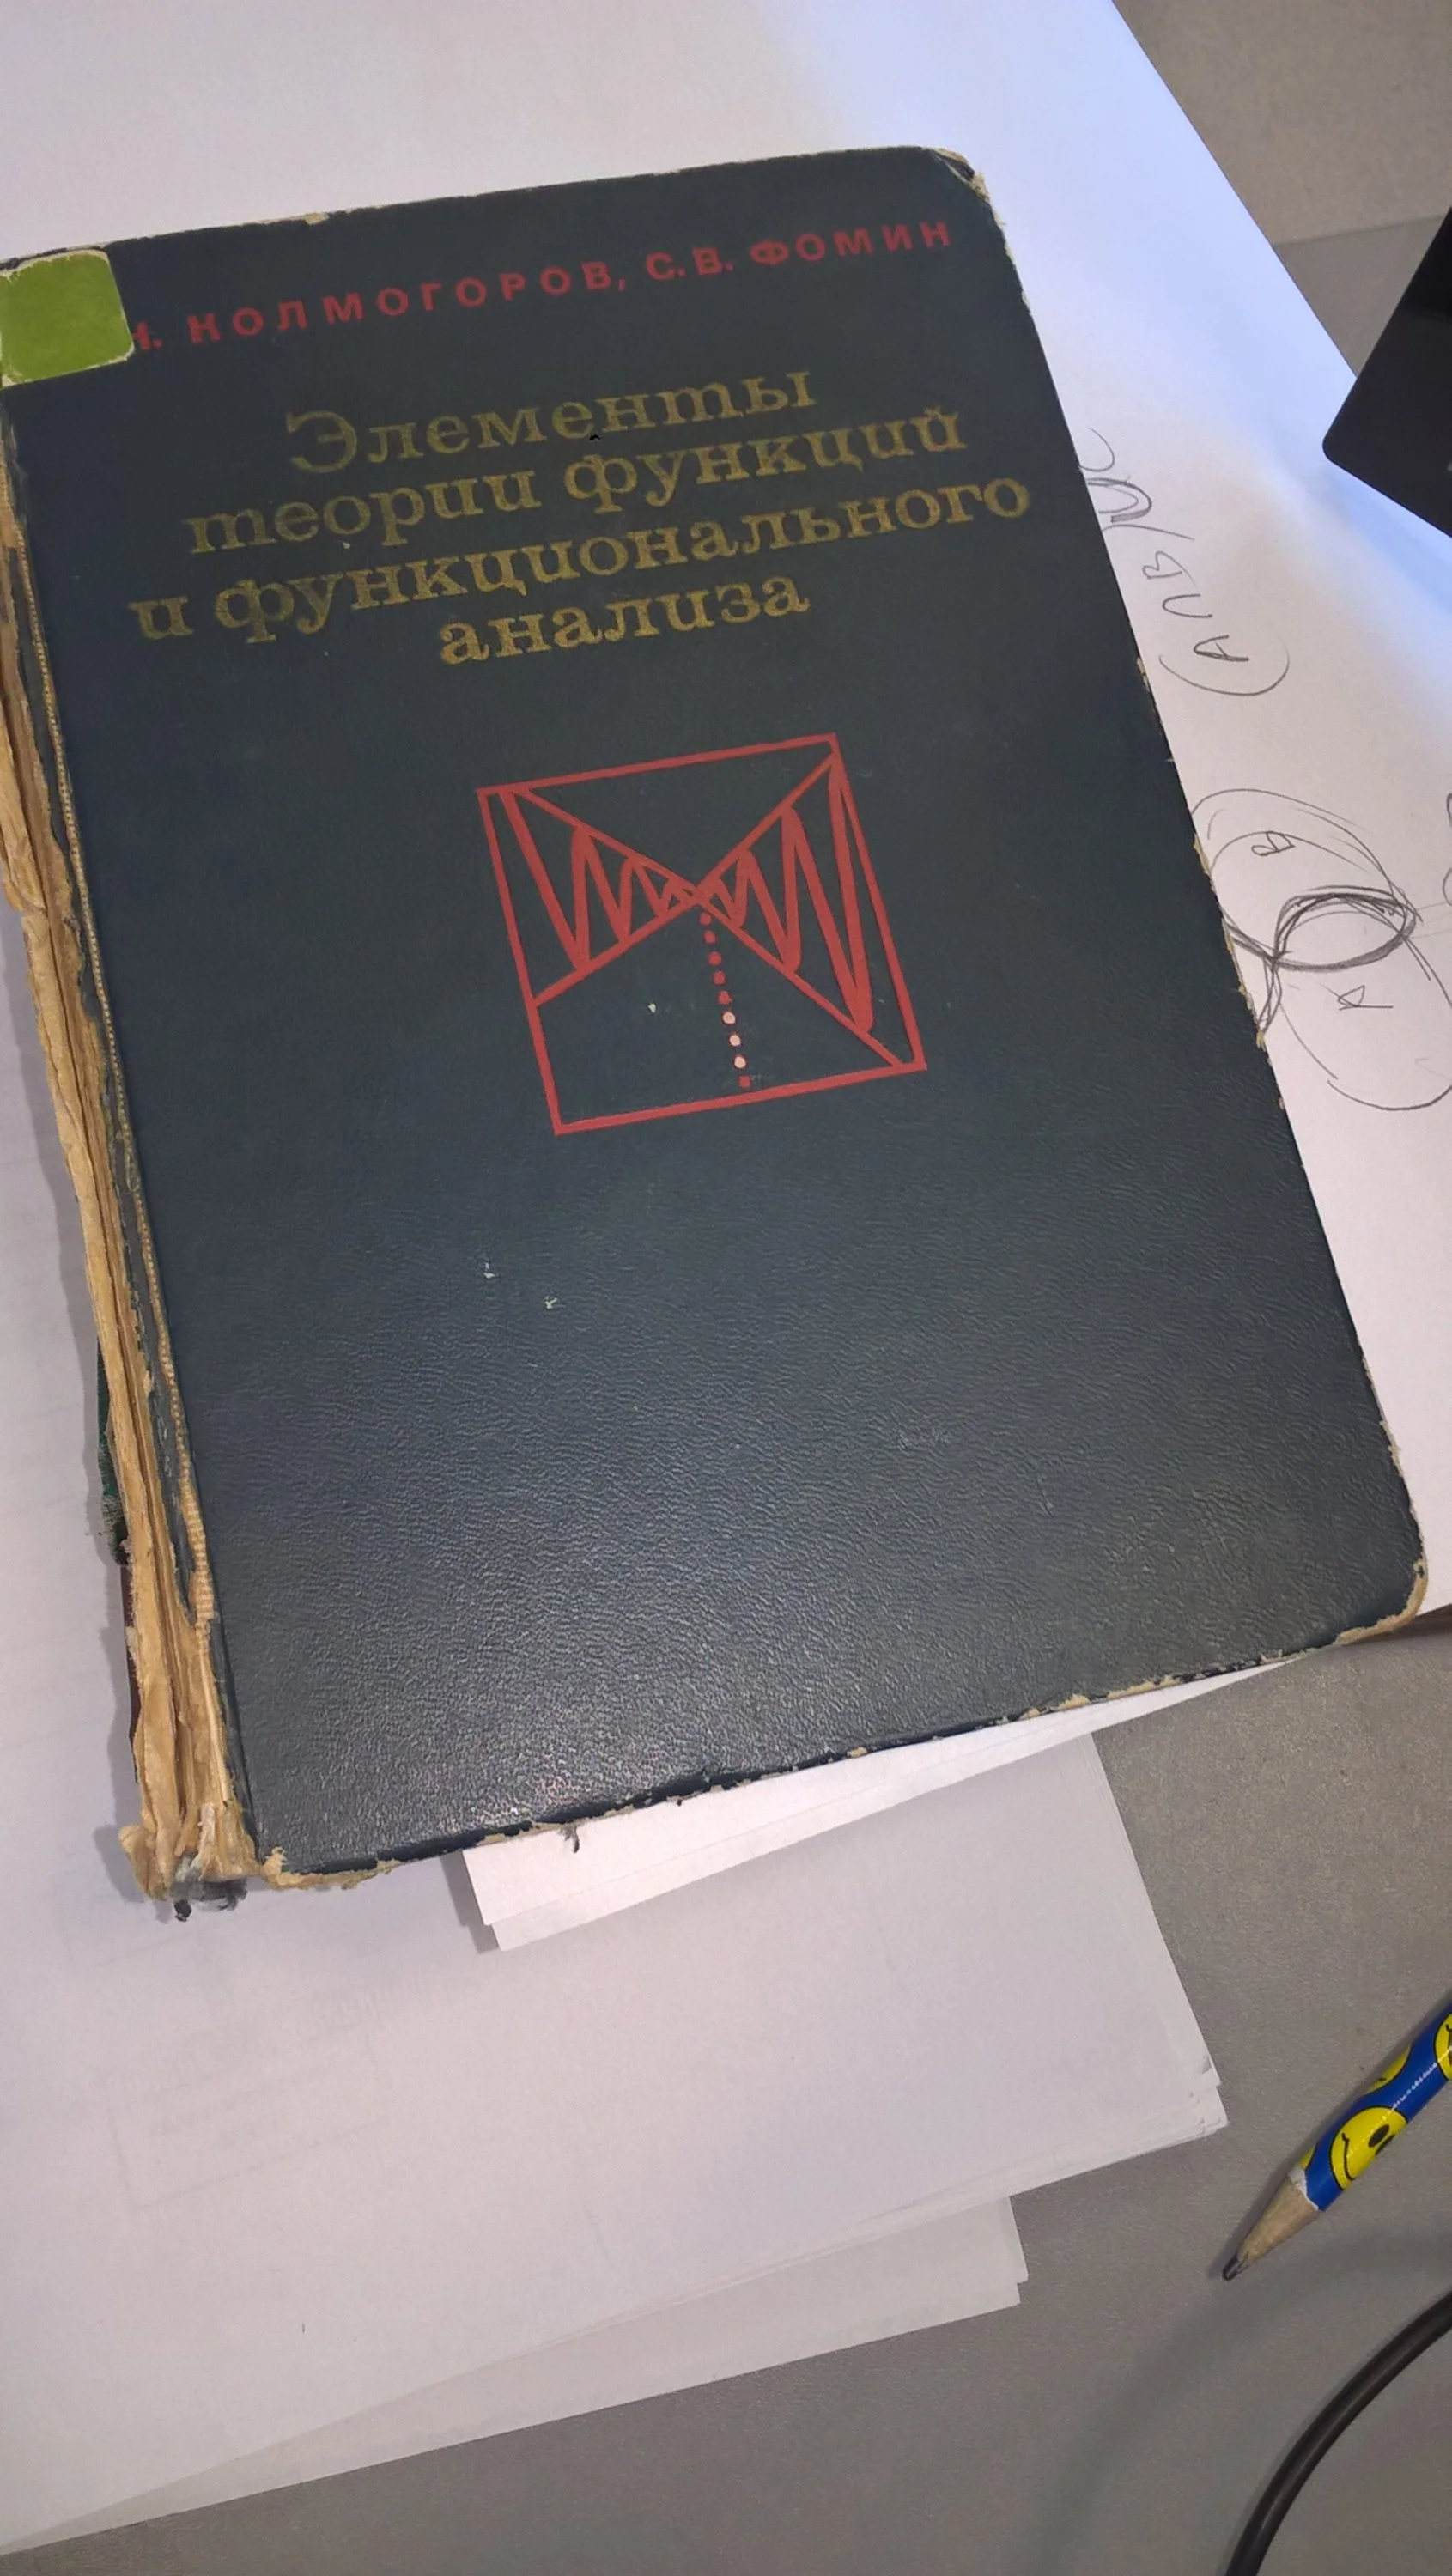 Н. КОЛМОГОРОВ, С. В. ФОМИН
Элементы
теории функций
и функционального
анализа
(A ∩ B) ∪ C
B
A